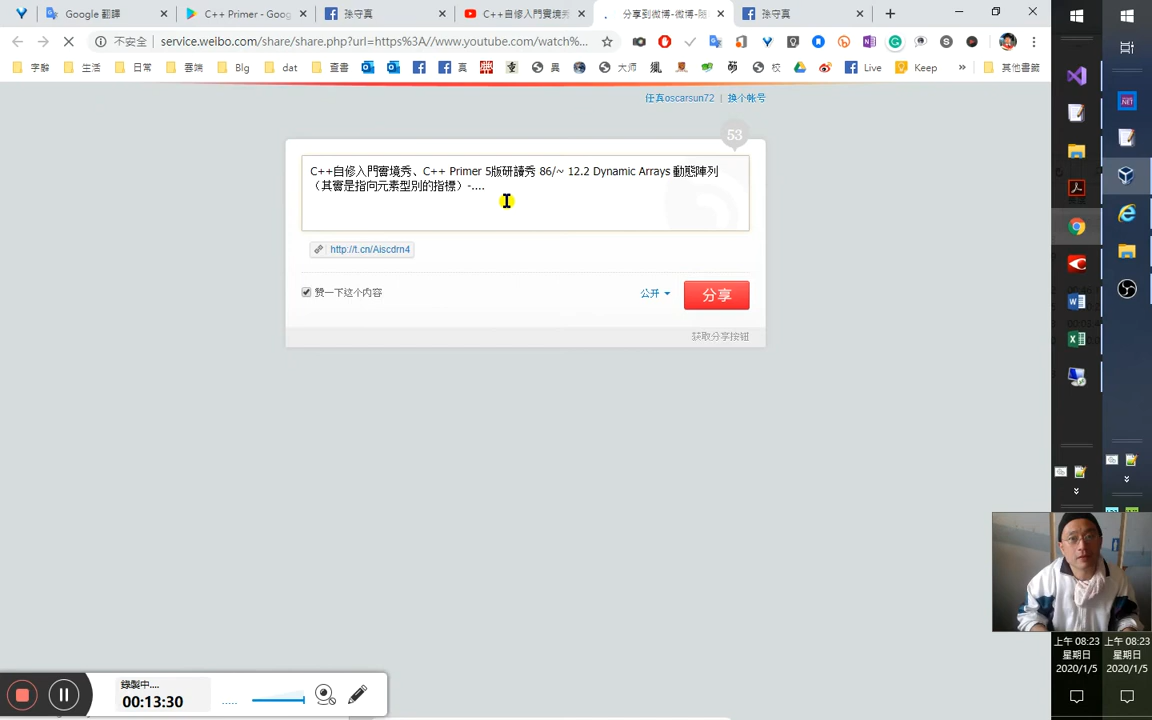 Google 翻譯
C++ Primer - Goog
孫守真
C++自修入門實境秀
分享到微博-微博-随
孫守真
不安全
service.weibo.com/share/share.php?url=https%3A//www.youtube.com/watch%...
字辭
生活
日常
雲端
Blg
dat
查書
真
異
大师
校
Live
Keep
»
其他書籤
任真oscarsun72 | 换个帐号
53
C++自修入門實境秀、C++ Primer 5版研讀秀 86/~ 12.2 Dynamic Arrays 動態陣列
（其實是指向元素型別的指標）-....
http://t.cn/Aiscdrn4
赞一下这个内容
公开
分享
获取分享按钮
錄製中....
00:13:30
上午 08:23
星期日
2020/1/5
上午 08:23
星期日
2020/1/5